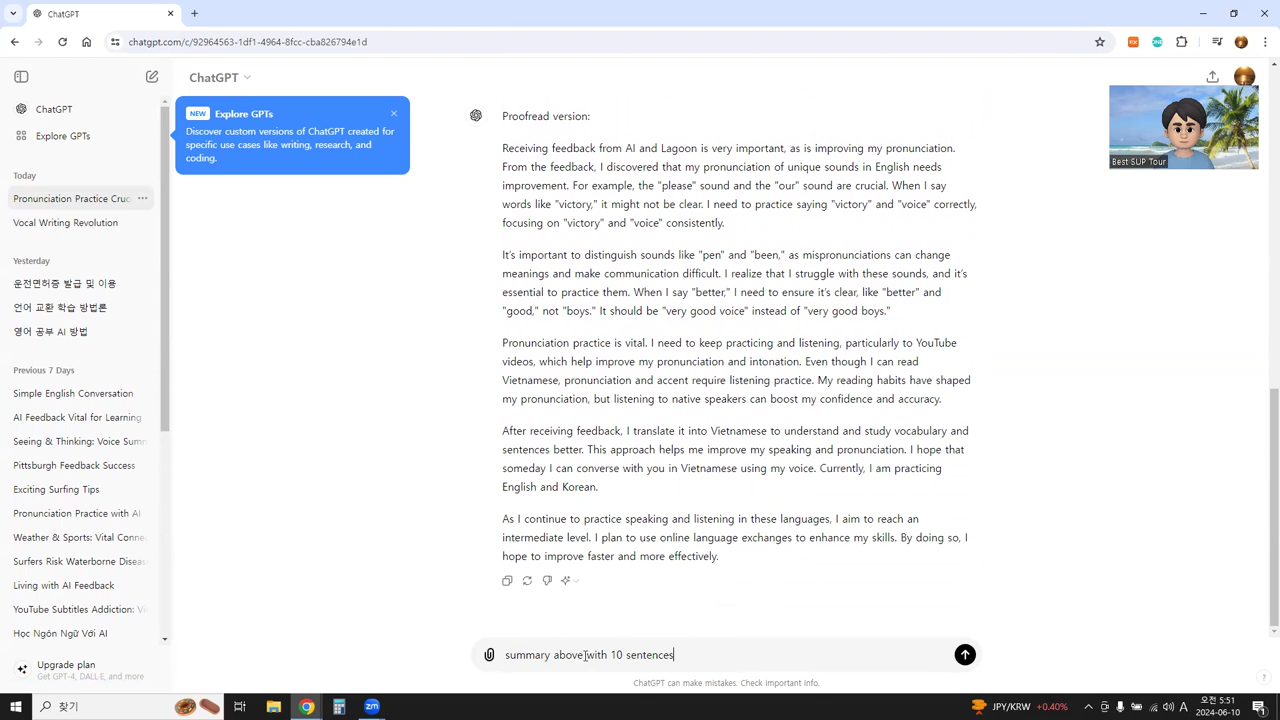 ChatGPT
chatgpt.com/c/92964563-1df1-4964-8fcc-cba826794e1d
ChatGPT
Explore GPTs
Today
Pronunciation Practice Cruc
Vocal Writing Revolution
Yesterday
운전면허증 발급 및 이용
언어 교환 학습 방법론
영어 공부 AI 방법
Previous 7 Days
Simple English Conversation
AI Feedback Vital for Learning
Seeing & Thinking: Voice Sum
Pittsburgh Feedback Success
Exciting Surfing Tips
Pronunciation Practice with AI
Weather & Sports: Vital Conne
Surfers Risk Waterborne Diseas
Living with AI Feedback
YouTube Subtitles Addiction: Vi
Học Ngôn Ngữ Với AI
Upgrade plan
Get GPT-4, DALL·E, and more
ChatGPT
NEW Explore GPTs
Discover custom versions of ChatGPT created for
specific use cases like writing, research, and
coding.
Best SUP Tour
Proofread version:
Receiving feedback from AI and Lagoon is very important, as is improving my pronunciation.
From the feedback, I discovered that my pronunciation of unique sounds in English needs
improvement. For example, the "please" sound and the "our" sound are crucial. When I say
words like "victory," it might not be clear. I need to practice saying "victory" and "voice" correctly,
focusing on "victory" and "voice" consistently.
It's important to distinguish sounds like "pen" and "been," as mispronunciations can change
meanings and make communication difficult. I realize that I struggle with these sounds, and it's
essential to practice them. When I say "better," I need to ensure it's clear, like "better" and
"good," not "boys." It should be "very good voice" instead of "very good boys."
Pronunciation practice is vital. I need to keep practicing and listening, particularly to YouTube
videos, which help improve my pronunciation and intonation. Even though I can read
Vietnamese, pronunciation and accent require listening practice. My reading habits have shaped
my pronunciation, but listening to native speakers can boost my confidence and accuracy.
After receiving feedback, I translate it into Vietnamese to understand and study vocabulary and
sentences better. This approach helps me improve my speaking and pronunciation. I hope that
someday I can converse with you in Vietnamese using my voice. Currently, I am practicing
English and Korean.
As I continue to practice speaking and listening in these languages, I aim to reach an
intermediate level. I plan to use online language exchanges to enhance my skills. By doing so, I
hope to improve faster and more effectively.
summary above with 10 sentences
ChatGPT can make mistakes. Check important info.
찾기
JPY/KRW +0.40%
A
오전 5:51
2024-06-10